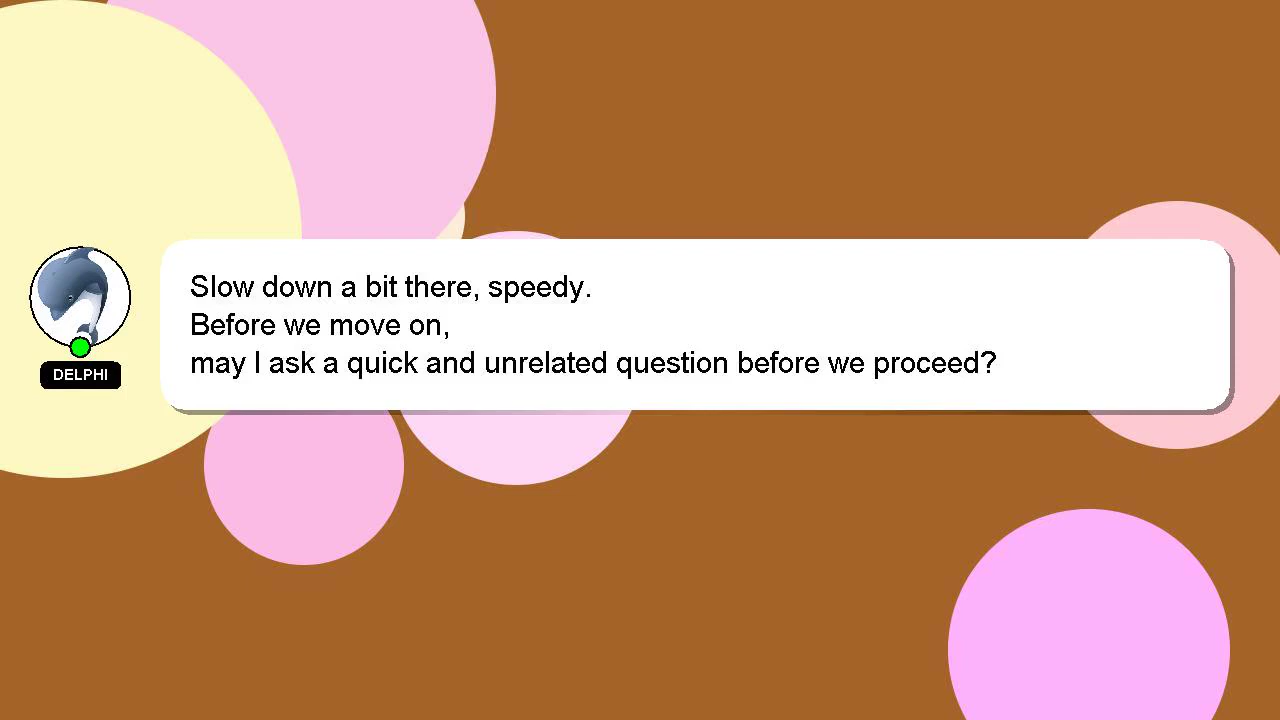 Slow down a bit there, speedy.
Before we move on,
may I ask a quick and unrelated question before we proceed?
DELPHI